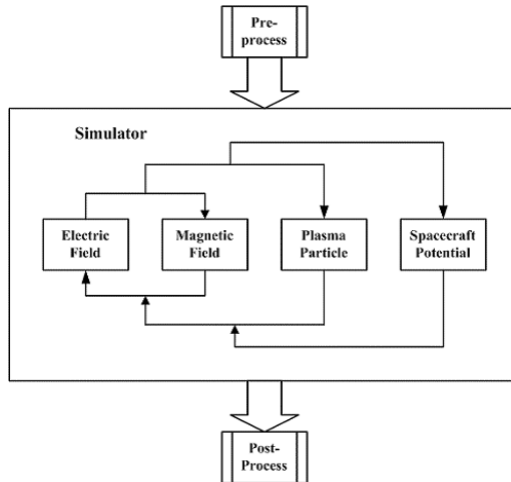 Pre-
process
Simulator
Electric
Field
Magnetic
Field
Plasma
Particle
Spacecraft
Potential
Post-
Process